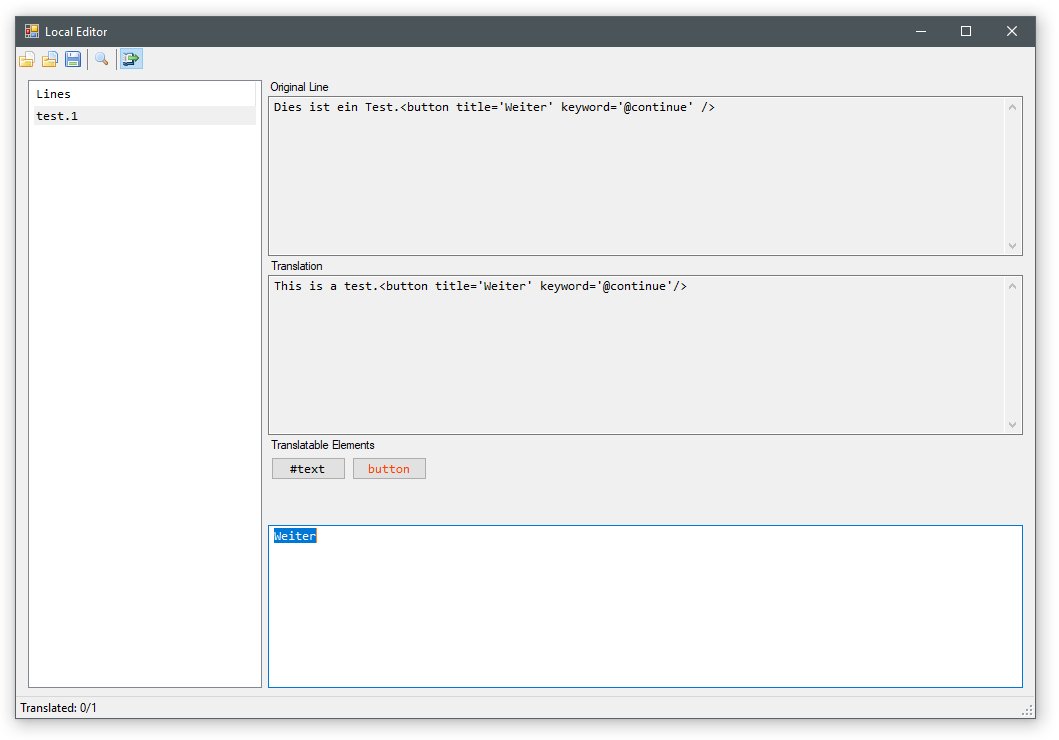 Local Editor
Lines
test.1
Original Line
Dies ist ein Test.<button title='Weiter' keyword='@continue' />
Translation
This is a test.<button title='Weiter' keyword='@continue'/>
Translatable Elements
#text button
Weiter
Translated: 0/1